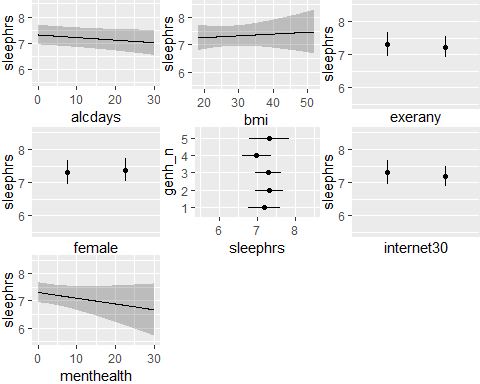 sleephrs
8
7
6
0
10
20
30
alcdays
sleephrs
8
7
6
20
30
40
50
bmi
sleephrs
8
7
6
exerany
sleephrs
8
7
6
female
genh_n
5
4
3
2
1
6
7
8
sleephrs
sleephrs
8
7
6
internet30
sleephrs
8
7
6
0
10
20
30
menthealth